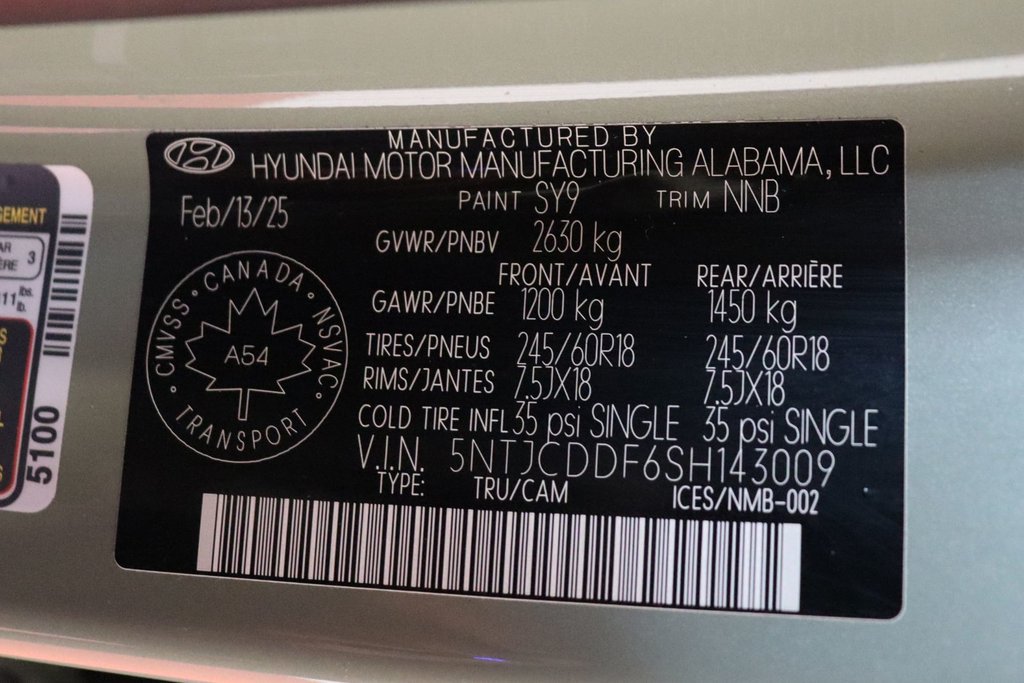 MANUFACTURED BY
HYUNDAI MOTOR MANUFACTURING ALABAMA, LLC
Feb/13/25
PAINT SY9 TRIM NNB
GVWR/PNBV 2630 kg
FRONT/AVANT REAR/ARRIÈRE
GAWR/PNBE 1200 kg 1450 kg
TIRES/PNEUS 245/60R18 245/60R18
RIMS/JANTES 7.5JX18 7.5JX18
COLD TIRE INFL 35 psi SINGLE 35 psi SINGLE
V.I.N. 5NTJCDDF6SH143009
TYPE: TRU/CAM ICES/NMB-002
CMVSS • CANADA • NSVAC •
TRANSPORT
A54
3
lbs.
lb.
5100